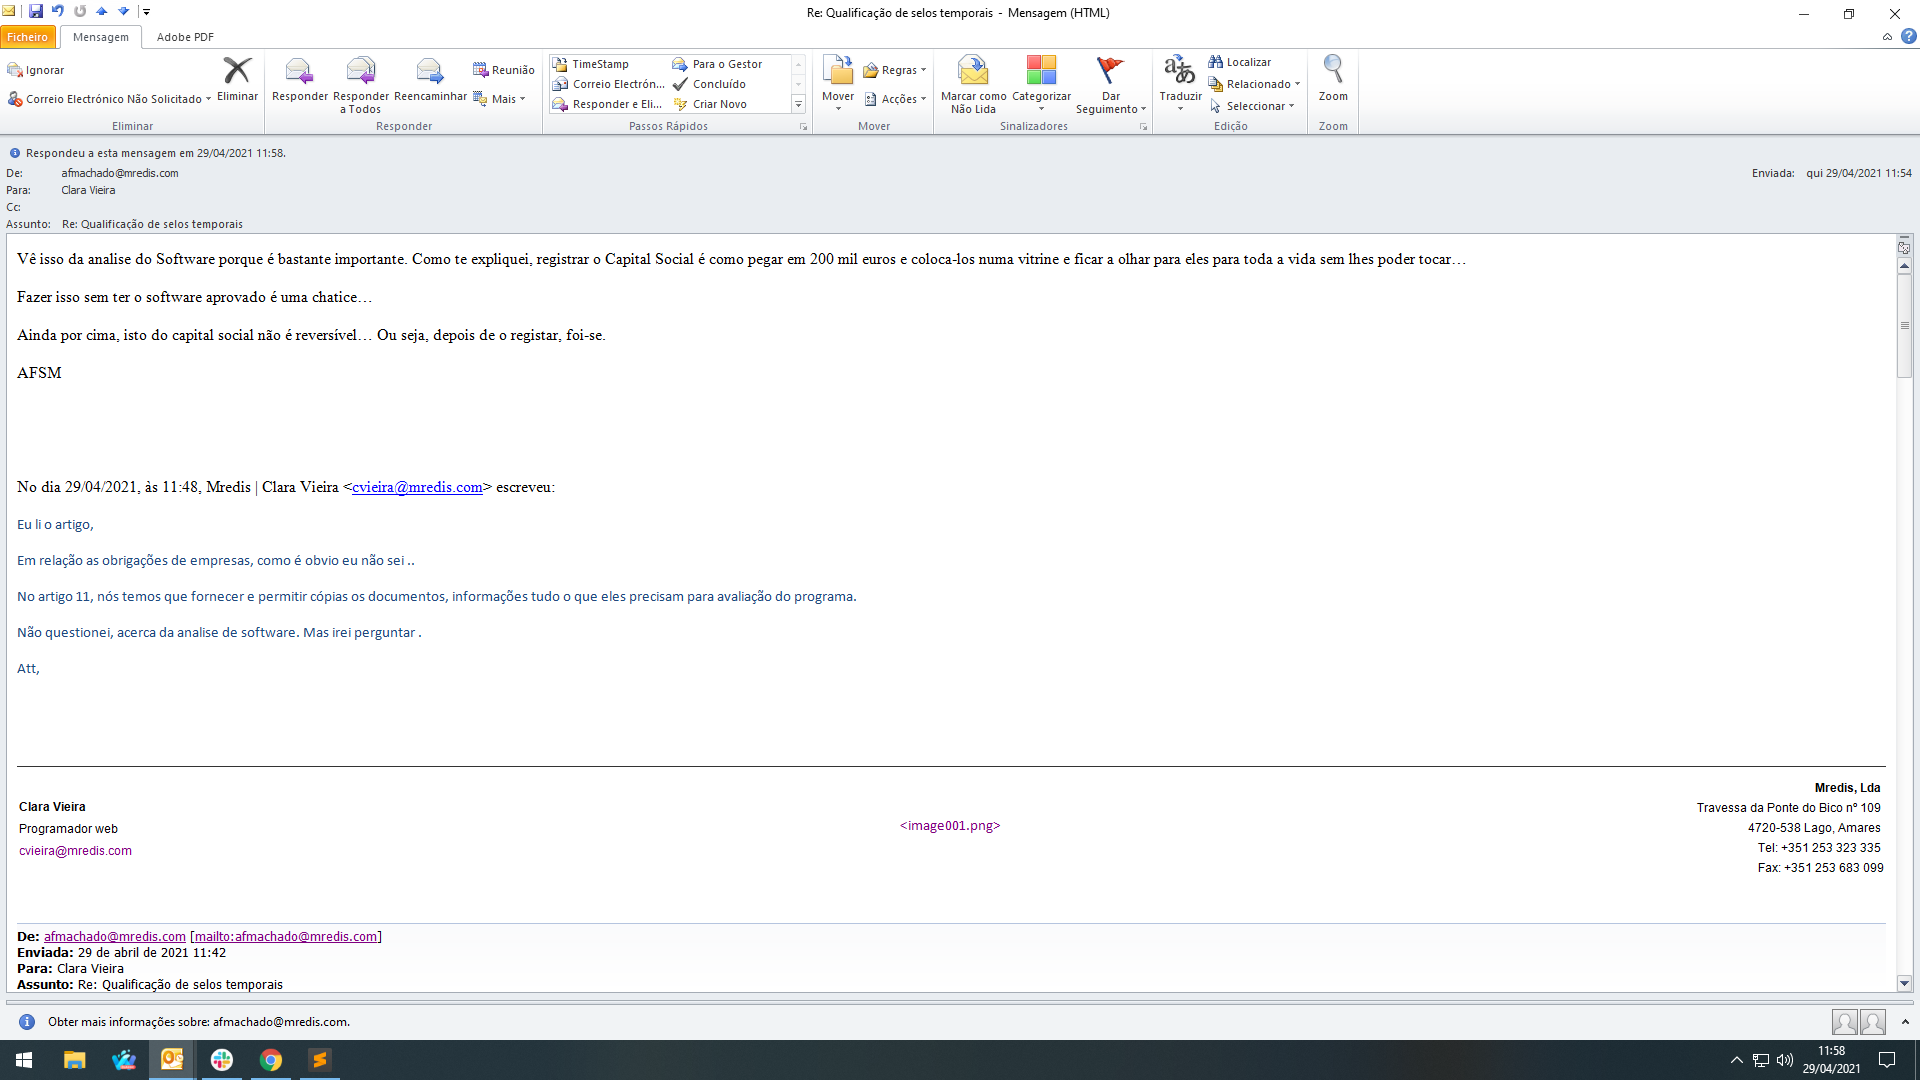 Re: Qualificação de selos temporais - Mensagem (HTML)
Ficheiro Mensagem Adobe PDF
Ignorar
Correio Electrónico Não Solicitado
Eliminar
Eliminar
Responder
Responder a Todos
Reencaminhar
Reunião
Mais
Responder
TimeStamp
Correio Electrón...
Responder e Eli...
Para o Gestor
Concluído
Criar Novo
Passos Rápidos
Mover
Regras
Acções
Mover
Marcar como Não Lida
Categorizar
Dar Seguimento
Sinalizadores
Traduzir
Localizar
Relacionado
Seleccionar
Edição
Zoom
Zoom
Respondeu a esta mensagem em 29/04/2021 11:58.
De: afmachado@mredis.com
Enviada: qui 29/04/2021 11:54
Para: Clara Vieira
Cc:
Assunto: Re: Qualificação de selos temporais
Vê isso da analise do Software porque é bastante importante. Como te expliquei, registrar o Capital Social é como pegar em 200 mil euros e coloca-los numa vitrine e ficar a olhar para eles para toda a vida sem lhes poder tocar…
Fazer isso sem ter o software aprovado é uma chatice…
Ainda por cima, isto do capital social não é reversível… Ou seja, depois de o registar, foi-se.
AFSM
No dia 29/04/2021, às 11:48, Mredis | Clara Vieira <cvieira@mredis.com> escreveu:
Eu li o artigo,
Em relação as obrigações de empresas, como é obvio eu não sei ..
No artigo 11, nós temos que fornecer e permitir cópias os documentos, informações tudo o que eles precisam para avaliação do programa.
Não questionei, acerca da analise de software. Mas irei perguntar .
Att,
Clara Vieira
Programador web
cvieira@mredis.com
<image001.png>
Mredis, Lda
Travessa da Ponte do Bico nº 109
4720-538 Lago, Amares
Tel: +351 253 323 335
Fax: +351 253 683 099
De: afmachado@mredis.com [mailto:afmachado@mredis.com]
Enviada: 29 de abril de 2021 11:42
Para: Clara Vieira
Assunto: Re: Qualificação de selos temporais
Obter mais informações sobre: afmachado@mredis.com.
11:58
29/04/2021